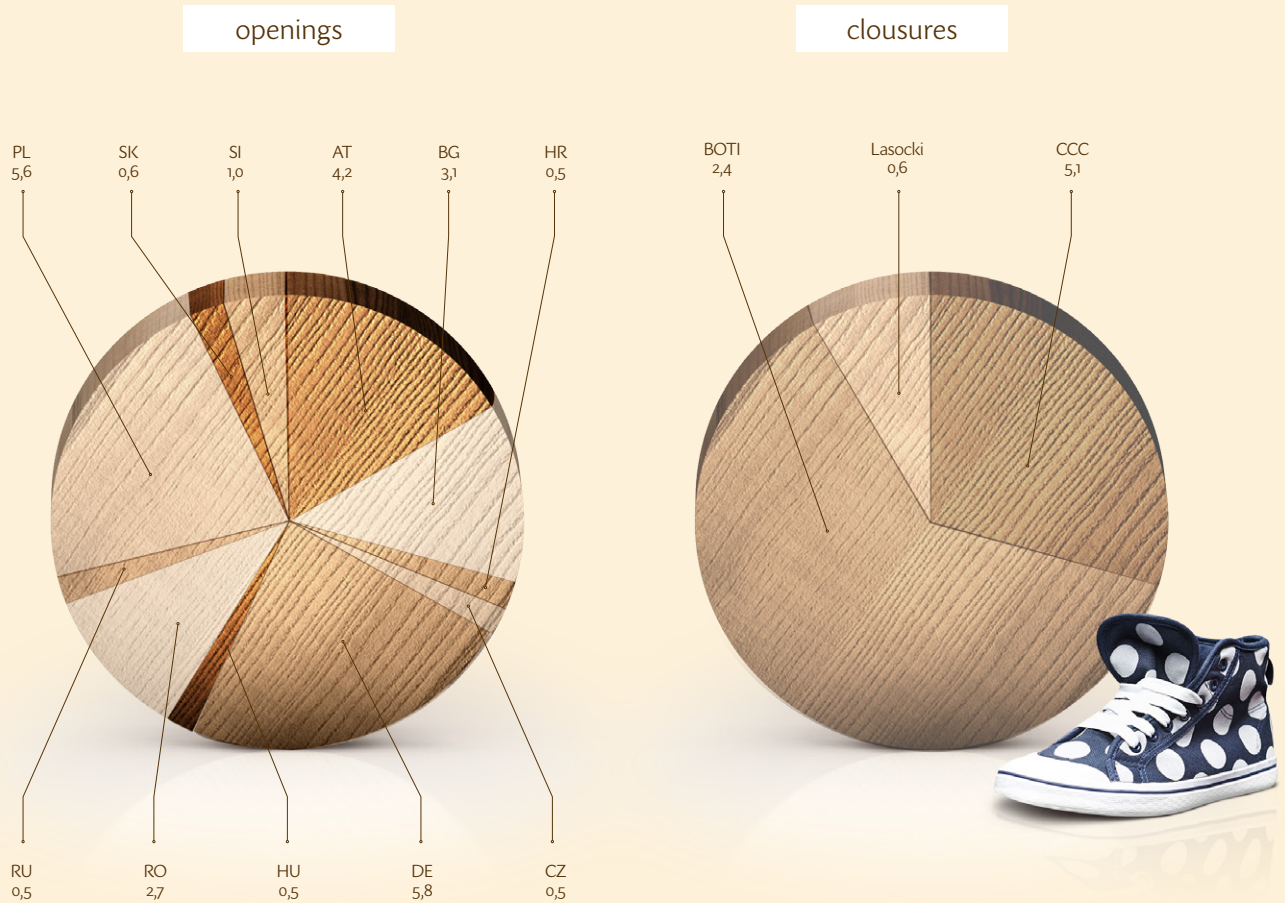 openings
clousures
PL
5,6
SK
0,6
SI
1,0
AT
4,2
BG
3,1
HR
0,5
BOTI
2,4
Lasocki
0,6
CCC
5,1
RU
0,5
RO
2,7
HU
0,5
DE
5,8
CZ
0,5